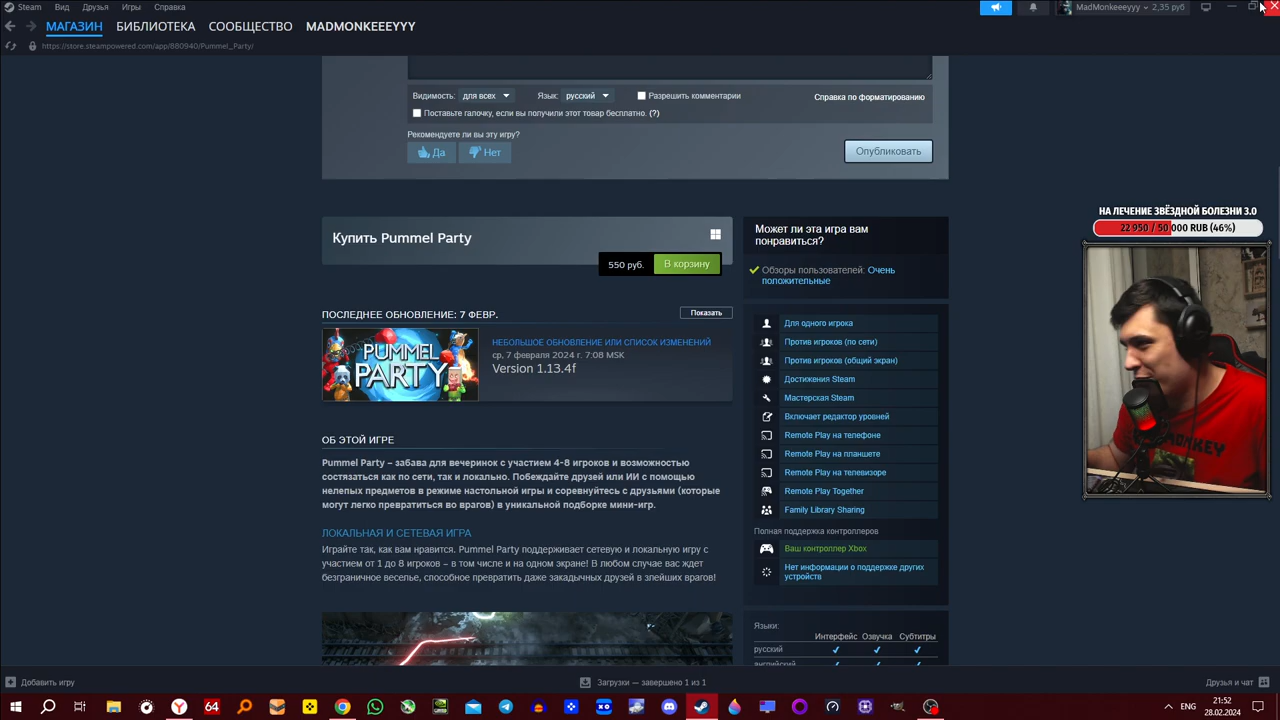 Steam Вид Друзья Игры Справка
MadMonkeeeyyy 2,35 руб
МАГАЗИН БИБЛИОТЕКА СООБЩЕСТВО MADMONKEEEYYY
https://store.steampowered.com/app/880940/Pummel_Party/
Видимость: для всех Язык: русский Разрешить комментарии Справка по форматированию
Поставьте галочку, если вы получили этот товар бесплатно. (?)
Рекомендуете ли вы эту игру?
Да Нет Опубликовать
Купить Pummel Party
550 руб. В корзину
ПОСЛЕДНЕЕ ОБНОВЛЕНИЕ: 7 ФЕВР. Показать
PUMMEL
PARTY
НЕБОЛЬШОЕ ОБНОВЛЕНИЕ ИЛИ СПИСОК ИЗМЕНЕНИЙ
ср, 7 февраля 2024 г. 7:08 MSK
Version 1.13.4f
ОБ ЭТОЙ ИГРЕ
Pummel Party – забава для вечеринок с участием 4-8 игроков и возможностью
состязаться как по сети, так и локально. Побеждайте друзей или ИИ с помощью
нелепых предметов в режиме настольной игры и соревнуйтесь с друзьями (которые
могут легко превратиться во врагов) в уникальной подборке мини-игр.
ЛОКАЛЬНАЯ И СЕТЕВАЯ ИГРА
Играйте так, как вам нравится. Pummel Party поддерживает сетевую и локальную игру с
участием от 1 до 8 игроков – в том числе и на одном экране! В любом случае вас ждет
безграничное веселье, способное превратить даже закадычных друзей в злейших врагов!
Может ли эта игра вам
понравиться?
Обзоры пользователей: Очень
положительные
Для одного игрока
Против игроков (по сети)
Против игроков (общий экран)
Достижения Steam
Мастерская Steam
Включает редактор уровней
Remote Play на телефоне
Remote Play на планшете
Remote Play на телевизоре
Remote Play Together
Family Library Sharing
Полная поддержка контроллеров
Ваш контроллер Xbox
Нет информации о поддержке других
устройств
Языки:
Интерфейс Озвучка Субтитры
русский
английский
НА ЛЕЧЕНИЕ ЗВЁЗДНОЙ БОЛЕЗНИ 3.0
22 950 / 50 000 RUB (46%)
Добавить игру Загрузки — завершено 1 из 1 Друзья и чат
64
ENG 21:52
28.02.2024